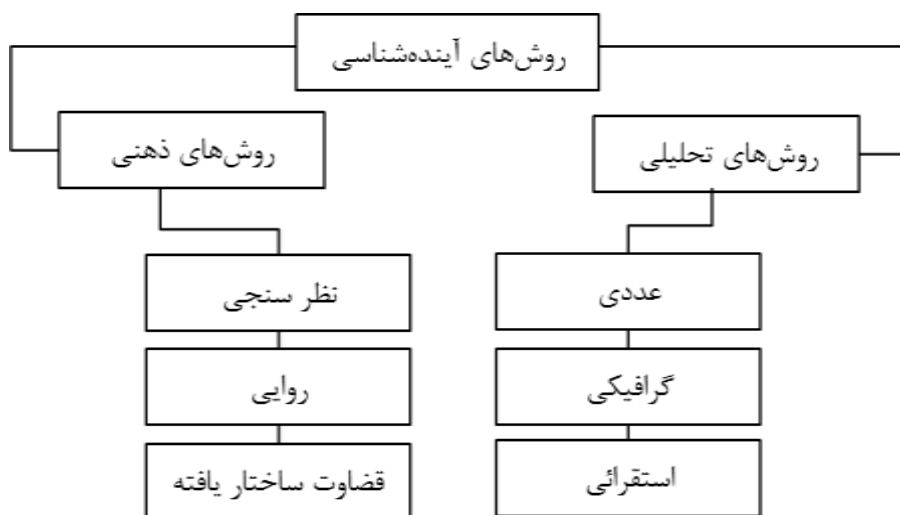 روش‌های آینده‌شناسی
روش‌های تحلیلی
روش‌های ذهنی
عددی
نظر سنجی
گرافیکی
روایی
استقرائی
قضاوت ساختار یافته